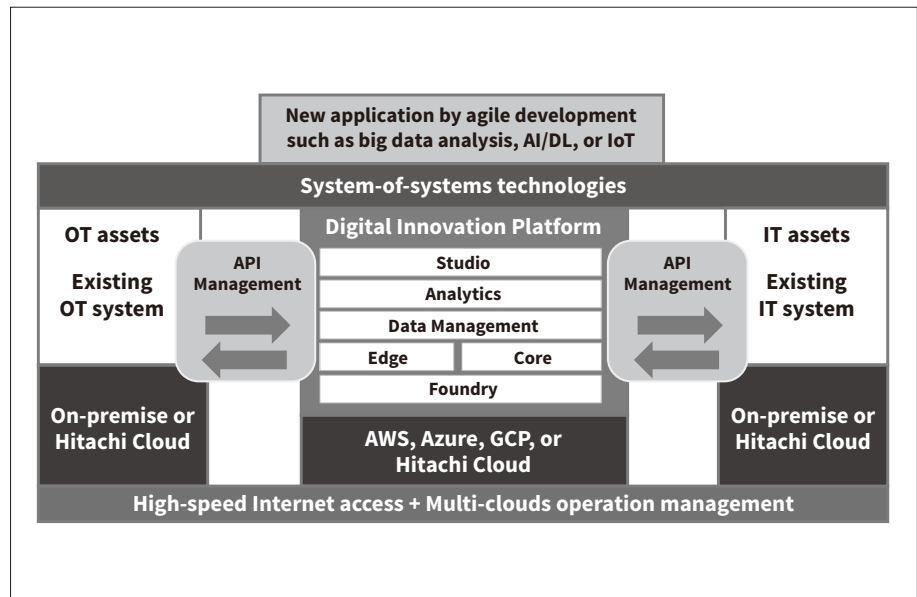 New application by agile development
such as big data analysis, AI/DL, or IoT
System-of-systems technologies
OT assets
Existing
OT system
API
Management
Digital Innovation Platform
Studio
Analytics
Data Management
Edge
Core
Foundry
API
Management
IT assets
Existing
IT system
On-premise or
Hitachi Cloud
AWS, Azure, GCP, or
Hitachi Cloud
On-premise or
Hitachi Cloud
High-speed Internet access + Multi-clouds operation management